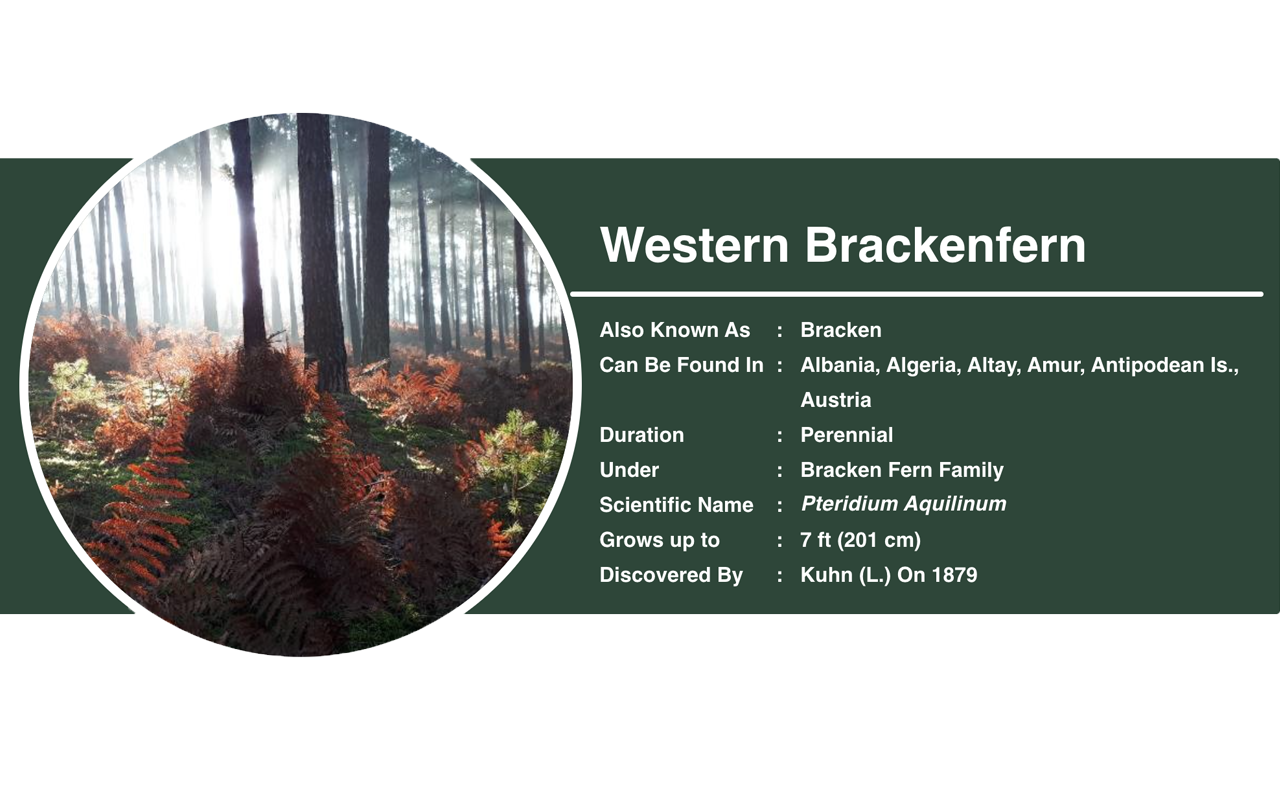 Western Brackenfern
Also Known As : Bracken
Can Be Found In : Albania, Algeria, Altay, Amur, Antipodean Is.,
Austria
Duration : Perennial
Under : Bracken Fern Family
Scientific Name : Pteridium Aquilinum
Grows up to : 7 ft (201 cm)
Discovered By : Kuhn (L.) On 1879